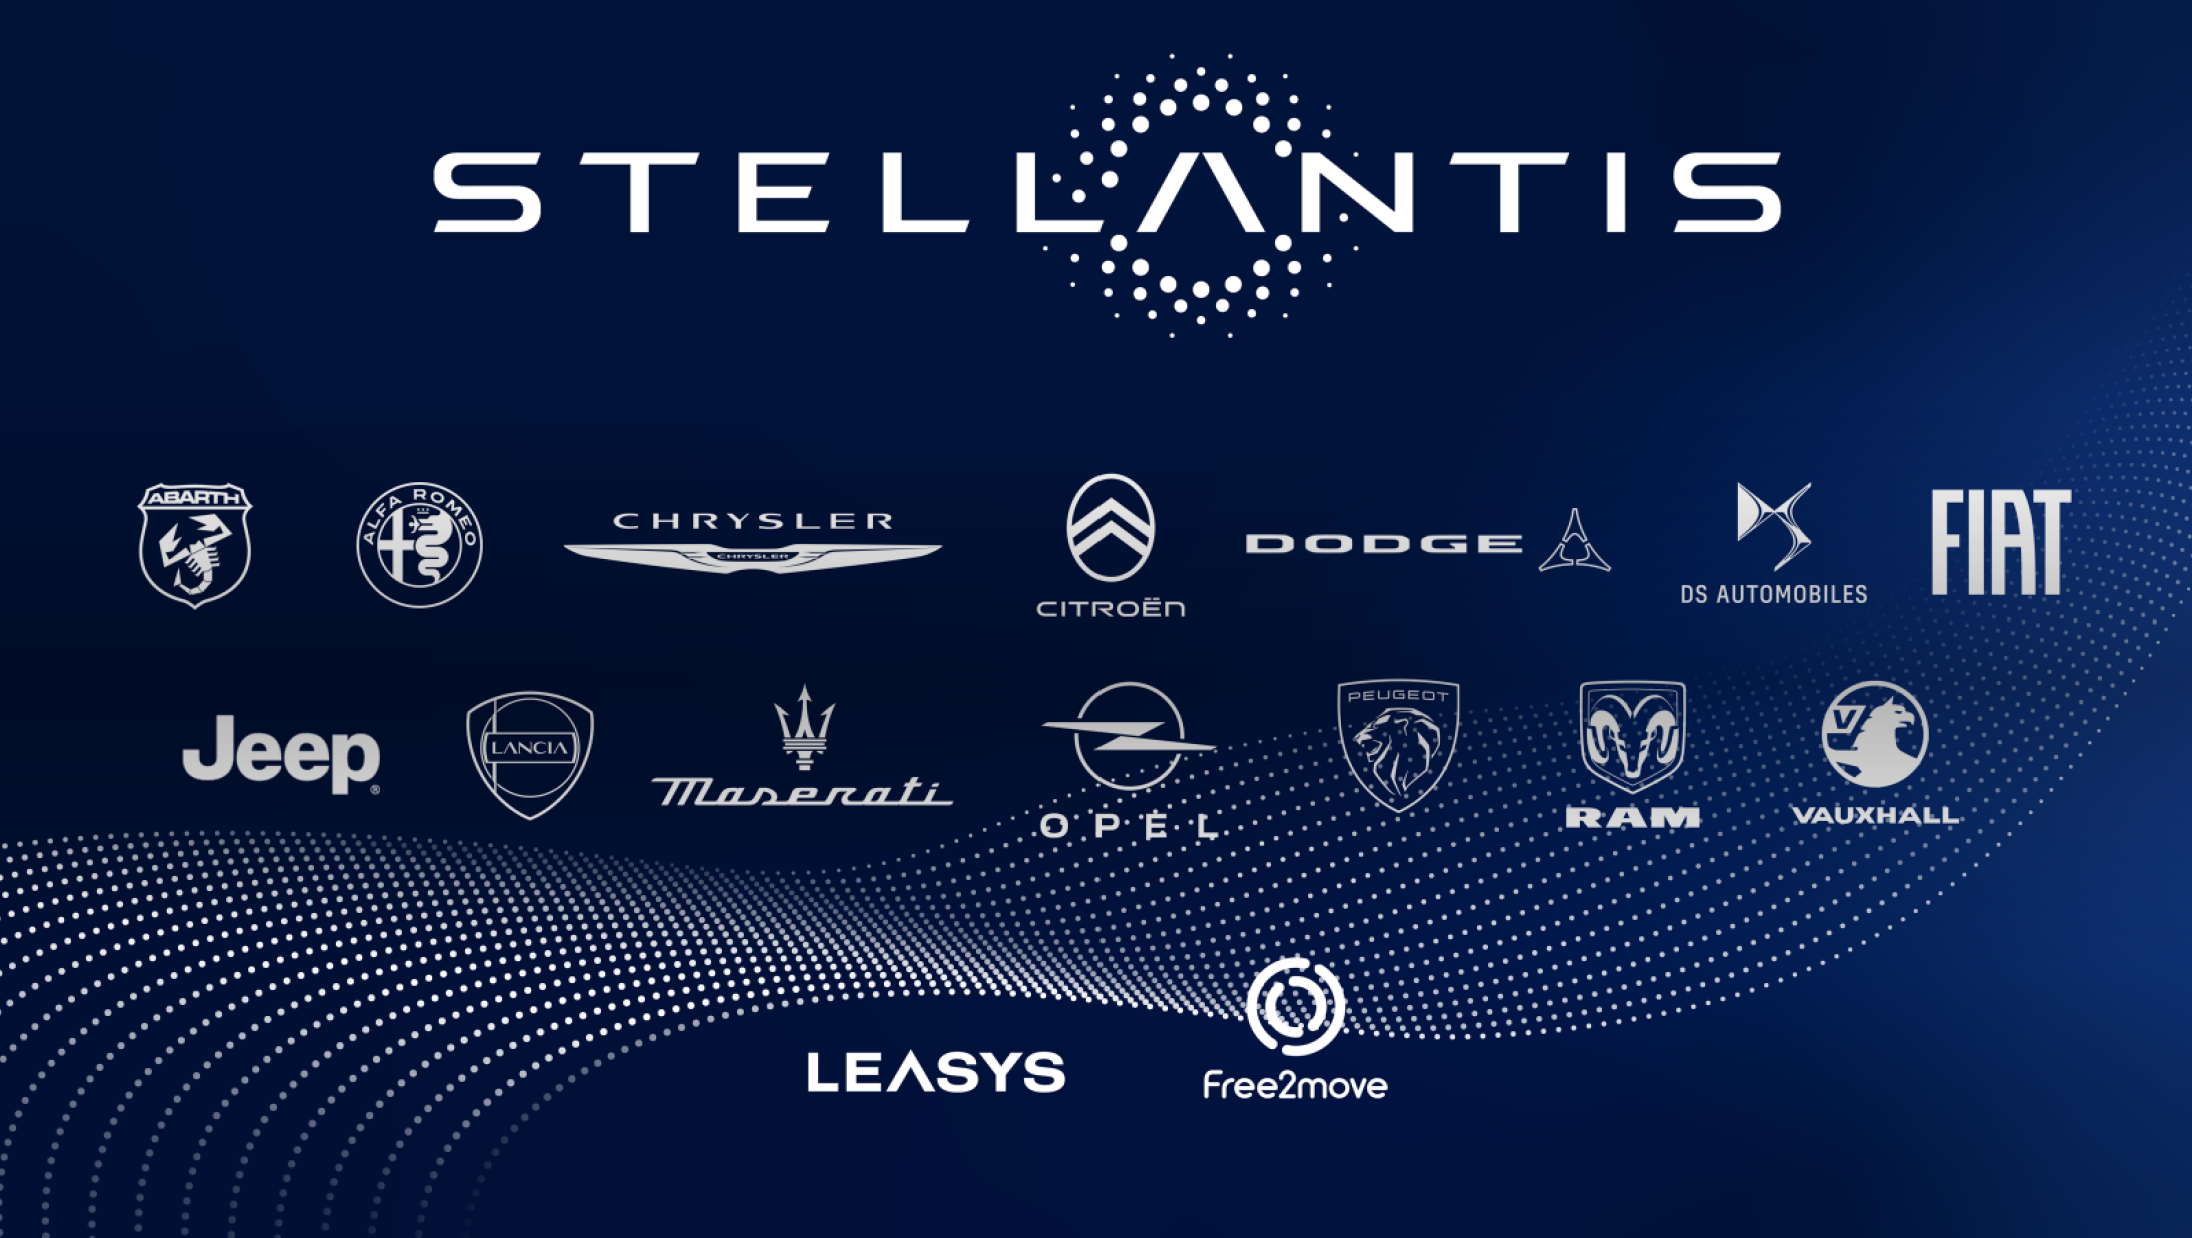 STELLANTIS
ABARTH
ALFA ROMEO
CHRYSLER
CHRYSLER
CITROËN
DODGE
DS AUTOMOBILES
FIAT
Jeep®
LANCIA
Maserati
OPEL
PEUGEOT
RAM
V
VAUXHALL
LEASYS
Free2move